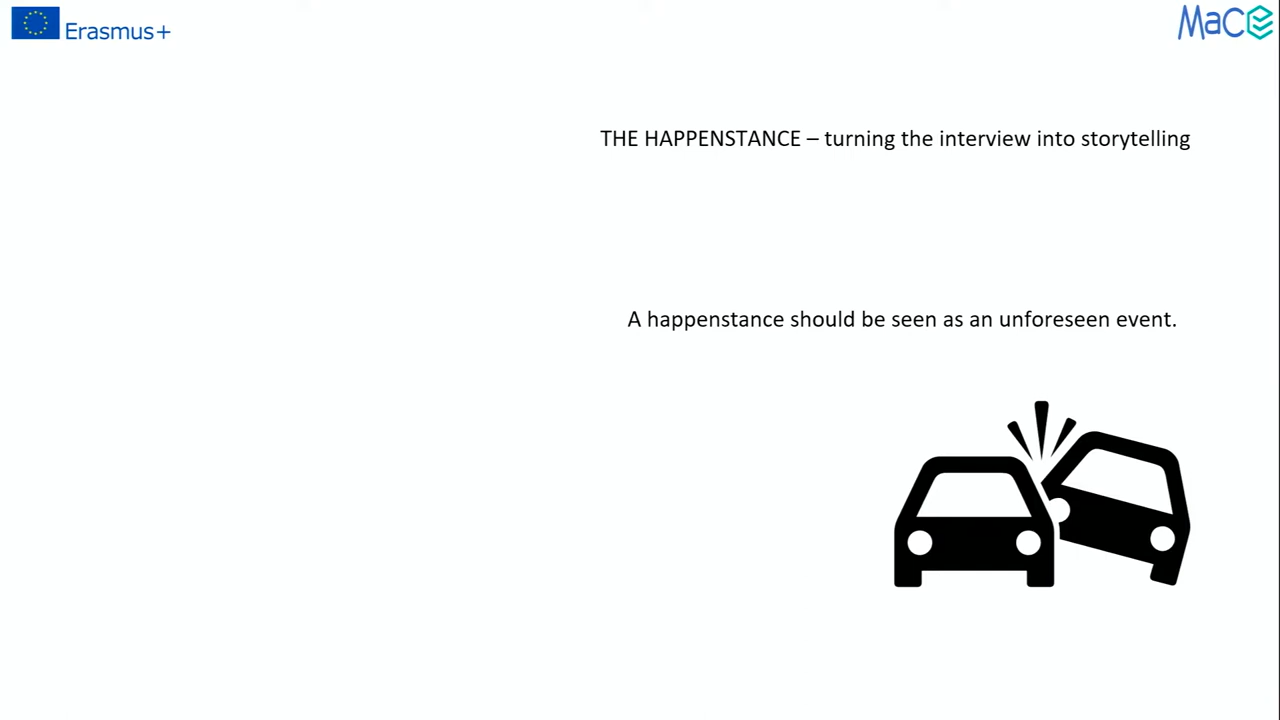 Erasmus+
MaCE
THE HAPPENSTANCE – turning the interview into storytelling
A happenstance should be seen as an unforeseen event.